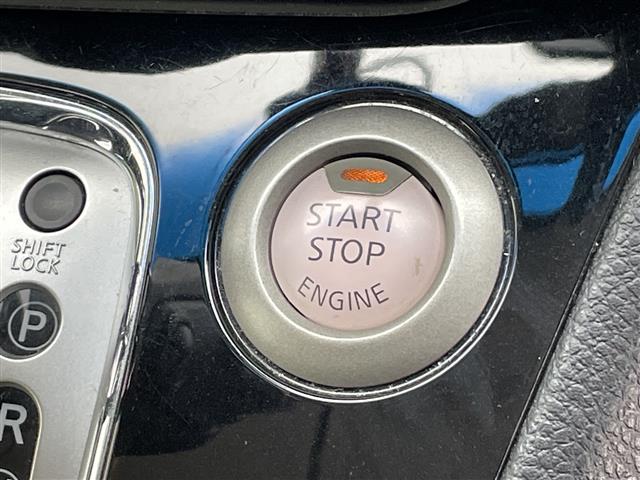 START
STOP
ENGINE
SHIFT
LOCK
P
R